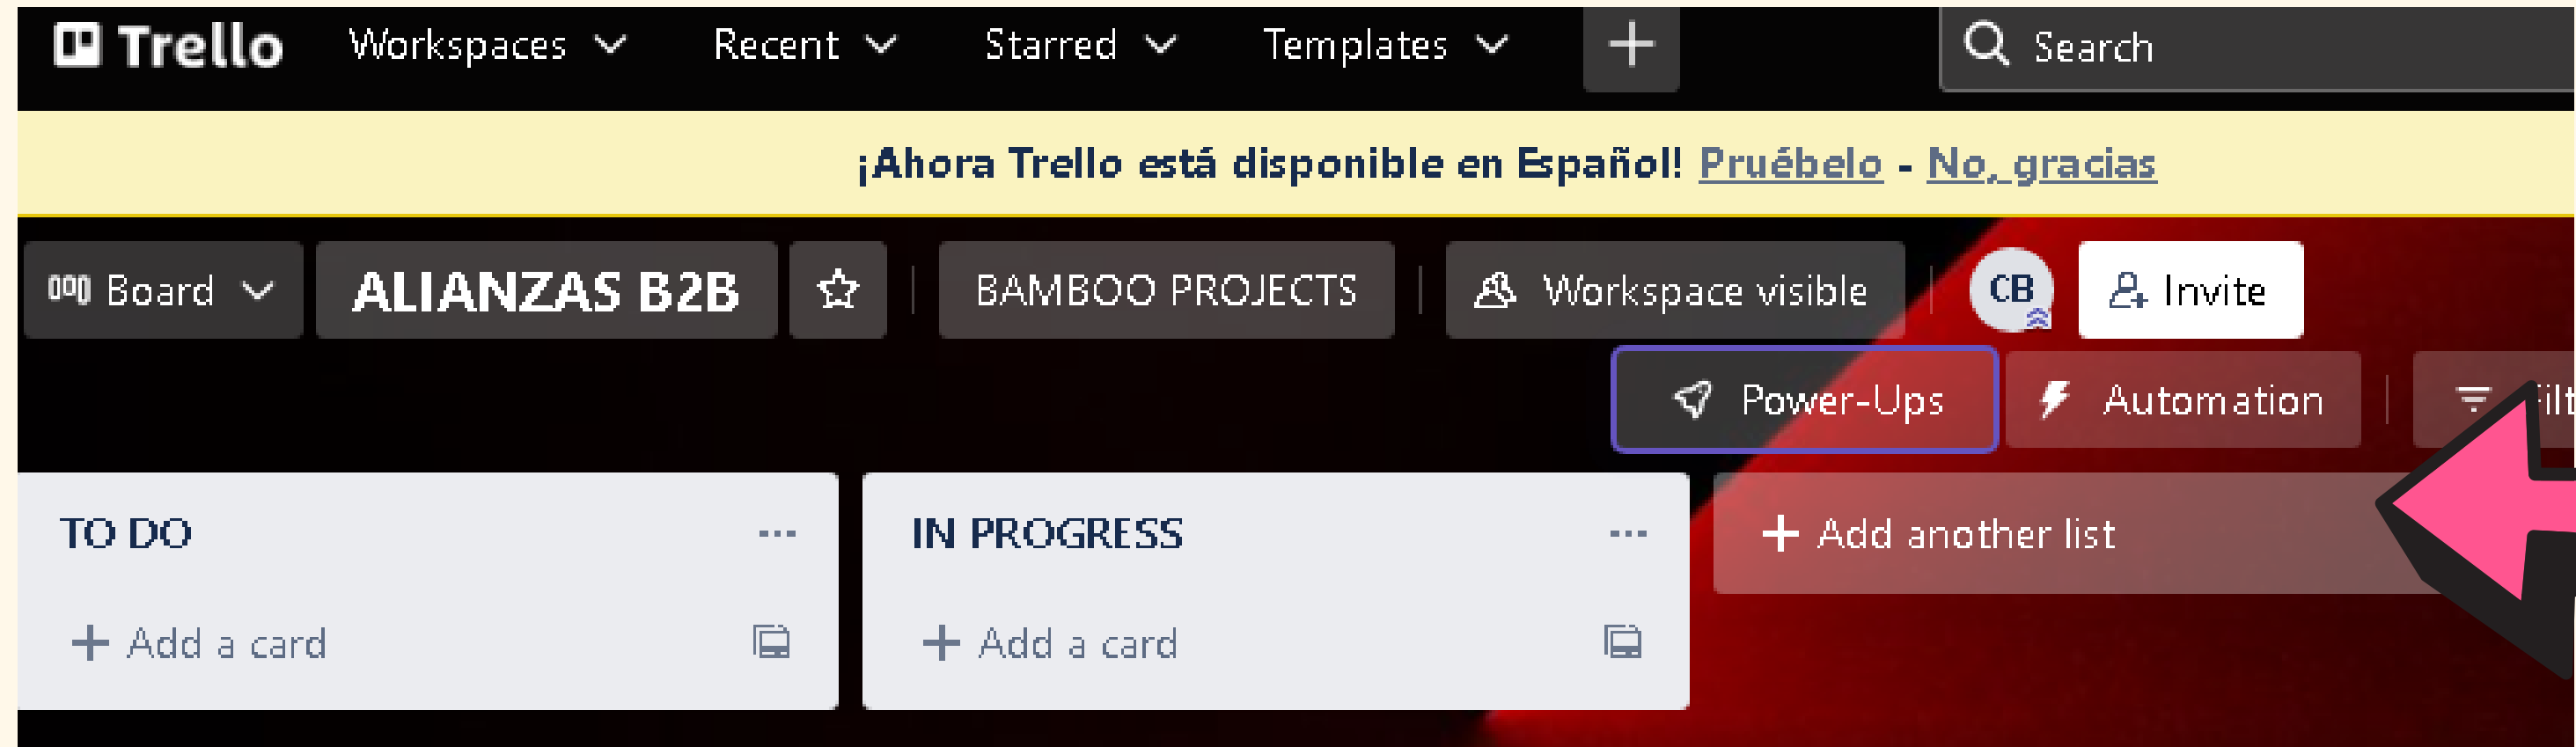 Trello Workspaces Recent Starred Templates Search
¡Ahora Trello está disponible en Español! Pruébelo - No, gracias
Board ALIANZAS B2B BAMBOO PROJECTS Workspace visible CB Invite
Power-Ups Automation
TO DO IN PROGRESS + Add another list
+ Add a card + Add a card